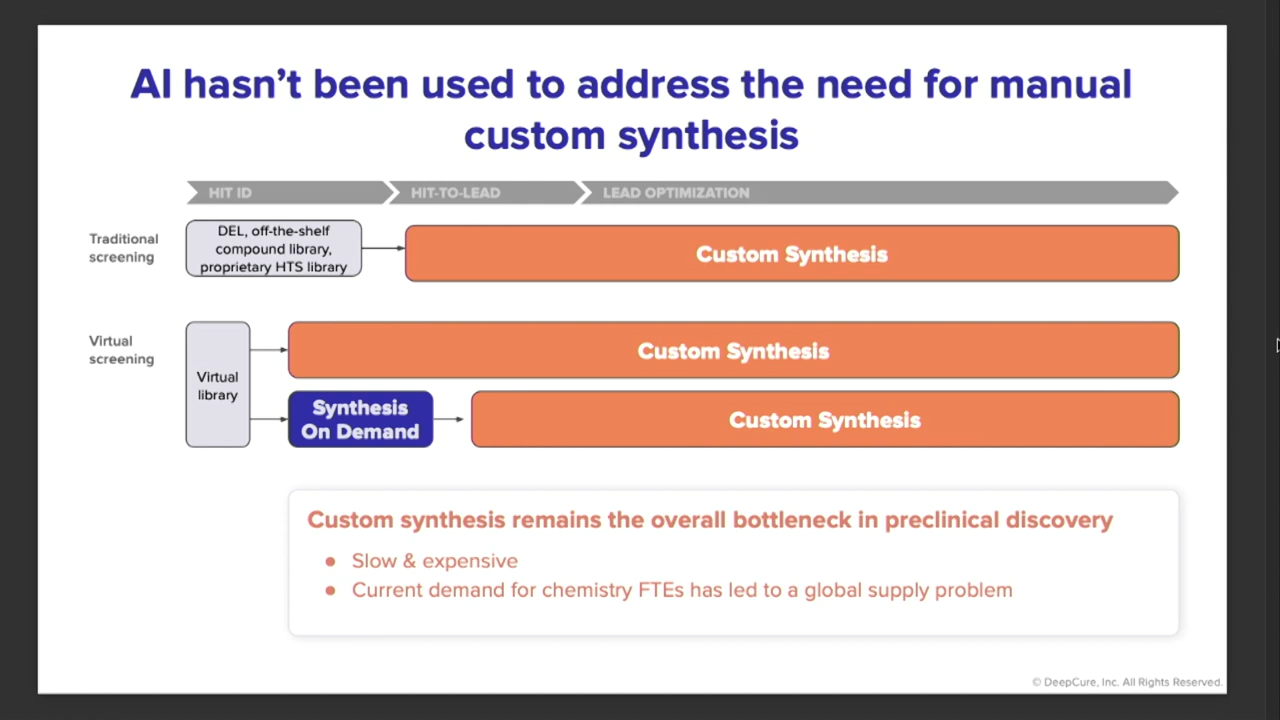 AI hasn't been used to address the need for manual
custom synthesis
HIT ID
HIT-TO-LEAD
LEAD OPTIMIZATION
Traditional
screening
DEL, off-the-shelf
compound library,
proprietary HTS library
Custom Synthesis
Virtual
screening
Virtual
library
Custom Synthesis
Synthesis
On Demand
Custom Synthesis
Custom synthesis remains the overall bottleneck in preclinical discovery
● Slow & expensive
● Current demand for chemistry FTEs has led to a global supply problem
© DeepCure, Inc. All Rights Reserved.